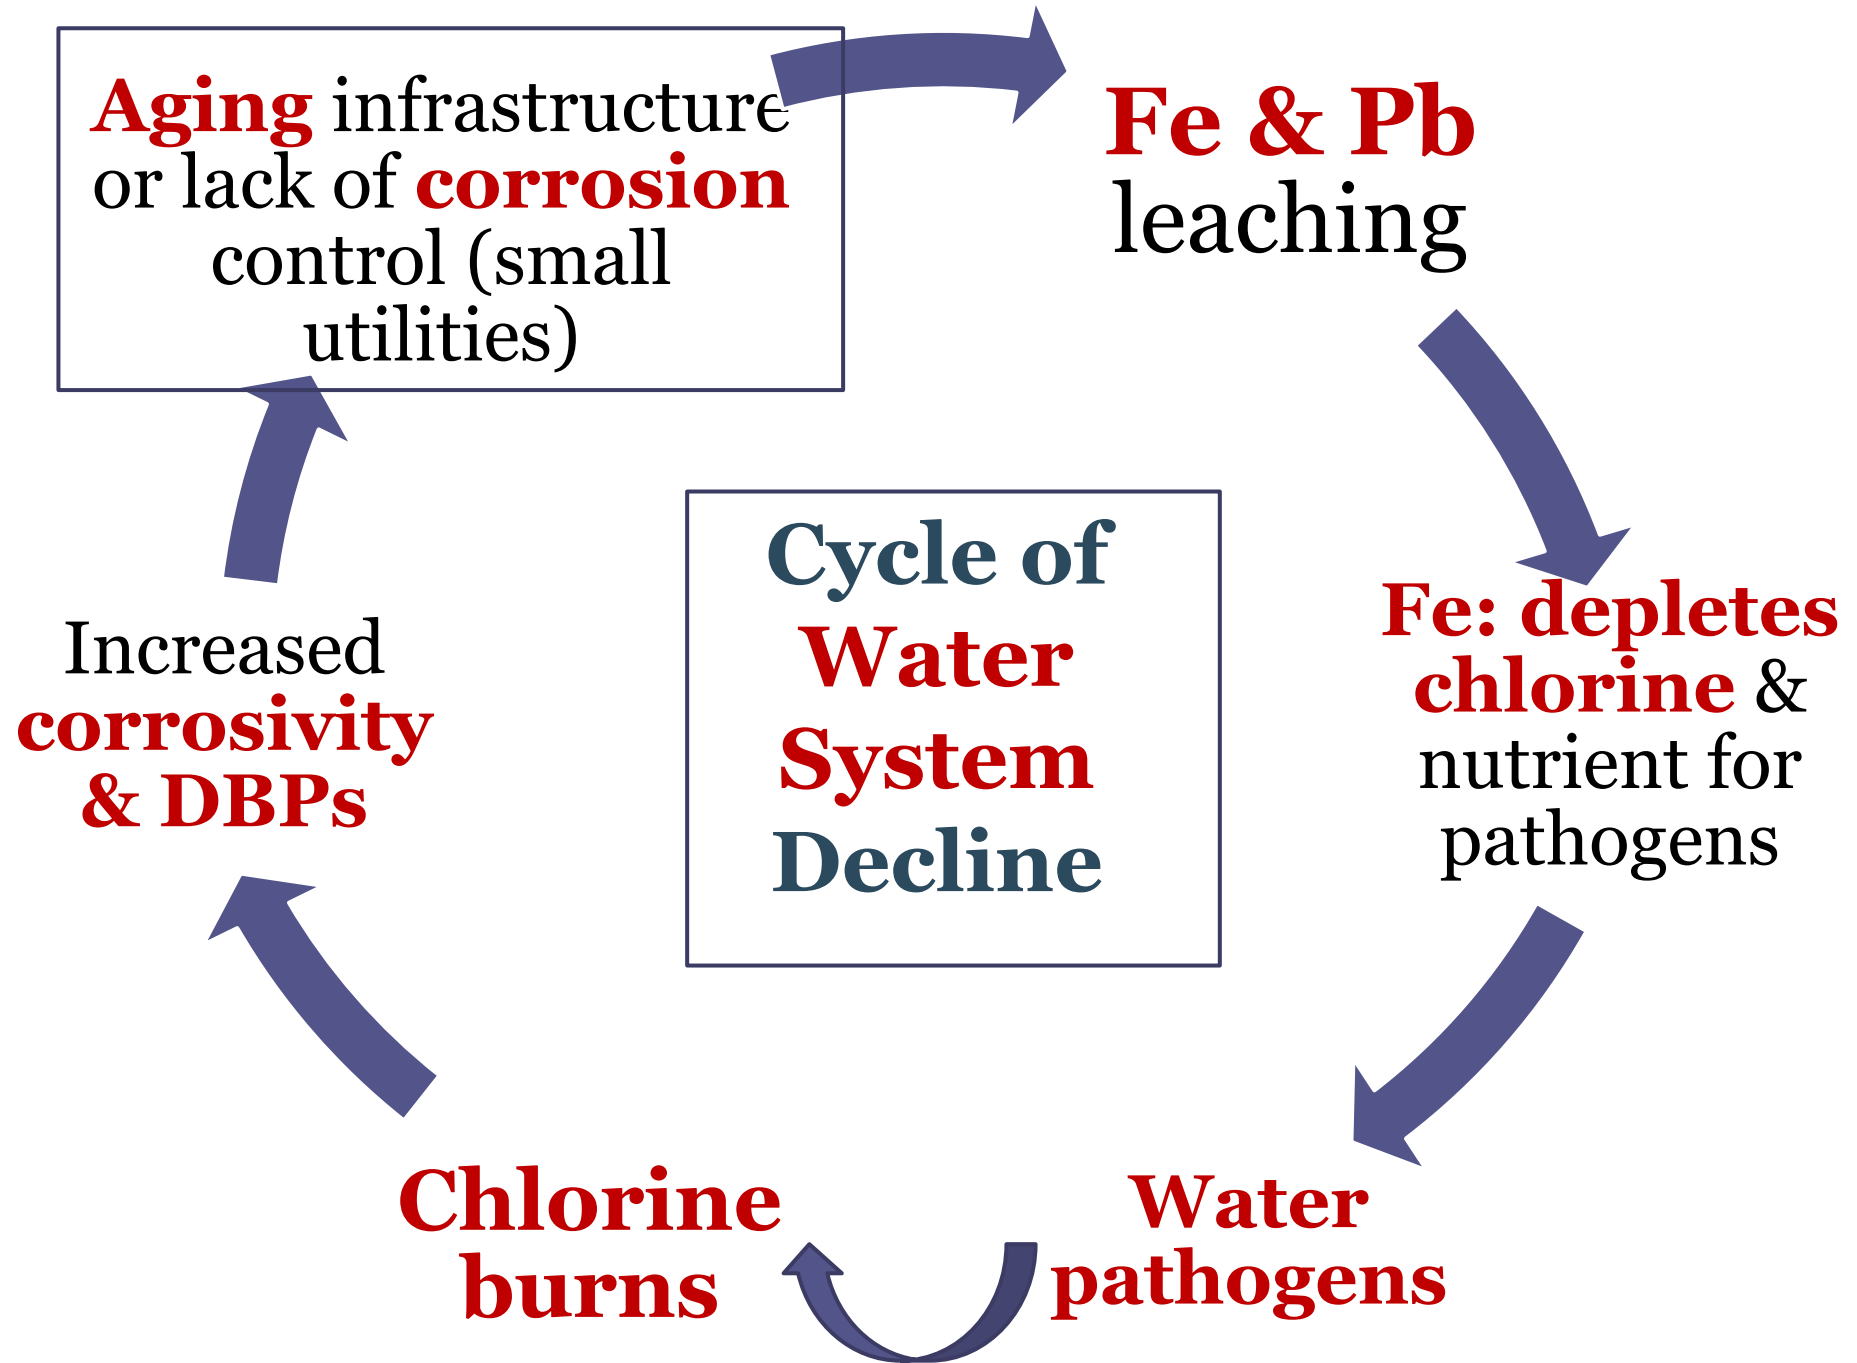 Aging infrastructure
or lack of corrosion
control (small
utilities)
Fe & Pb
leaching
Fe: depletes
chlorine &
nutrient for
pathogens
Water
pathogens
Chlorine
burns
Increased
corrosivity
& DBPs
Cycle of
Water
System
Decline